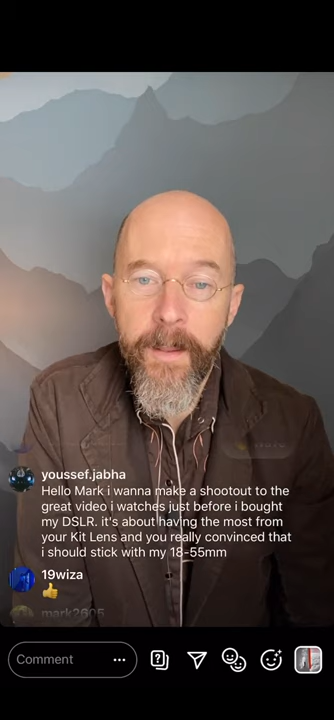 youssef.jabha
Hello Mark i wanna make a shootout to the
great video i watches just before i bought
my DSLR. it's about having the most from
your Kit Lens and you really convinced that
i should stick with my 18-55mm
19wiza
👍
mark2605
Comment